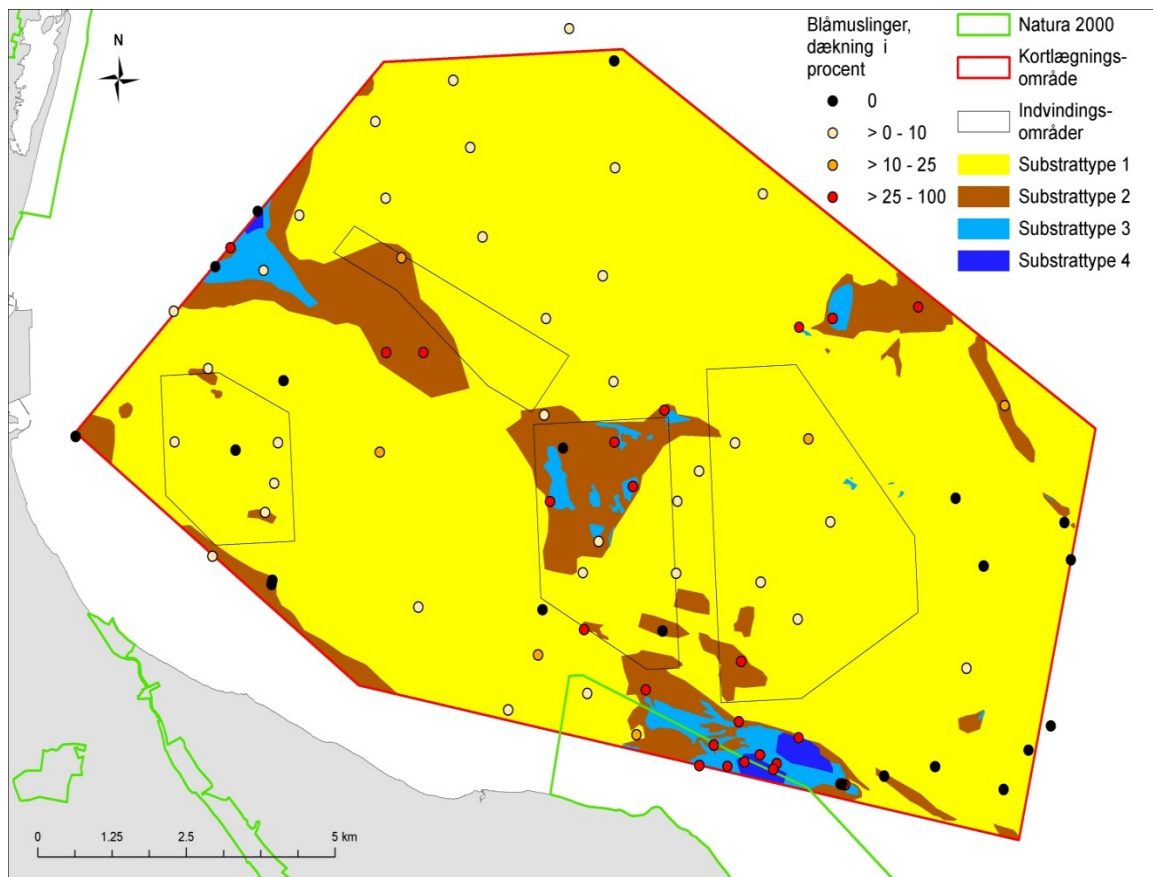 N
Blåmuslinger,
dækning i
procent
0
> 0 - 10
> 10 - 25
> 25 - 100
Natura 2000
Kortlægnings-
område
Indvindings-
områder
Substrattype 1
Substrattype 2
Substrattype 3
Substrattype 4
0 1.25 2.5 5 km